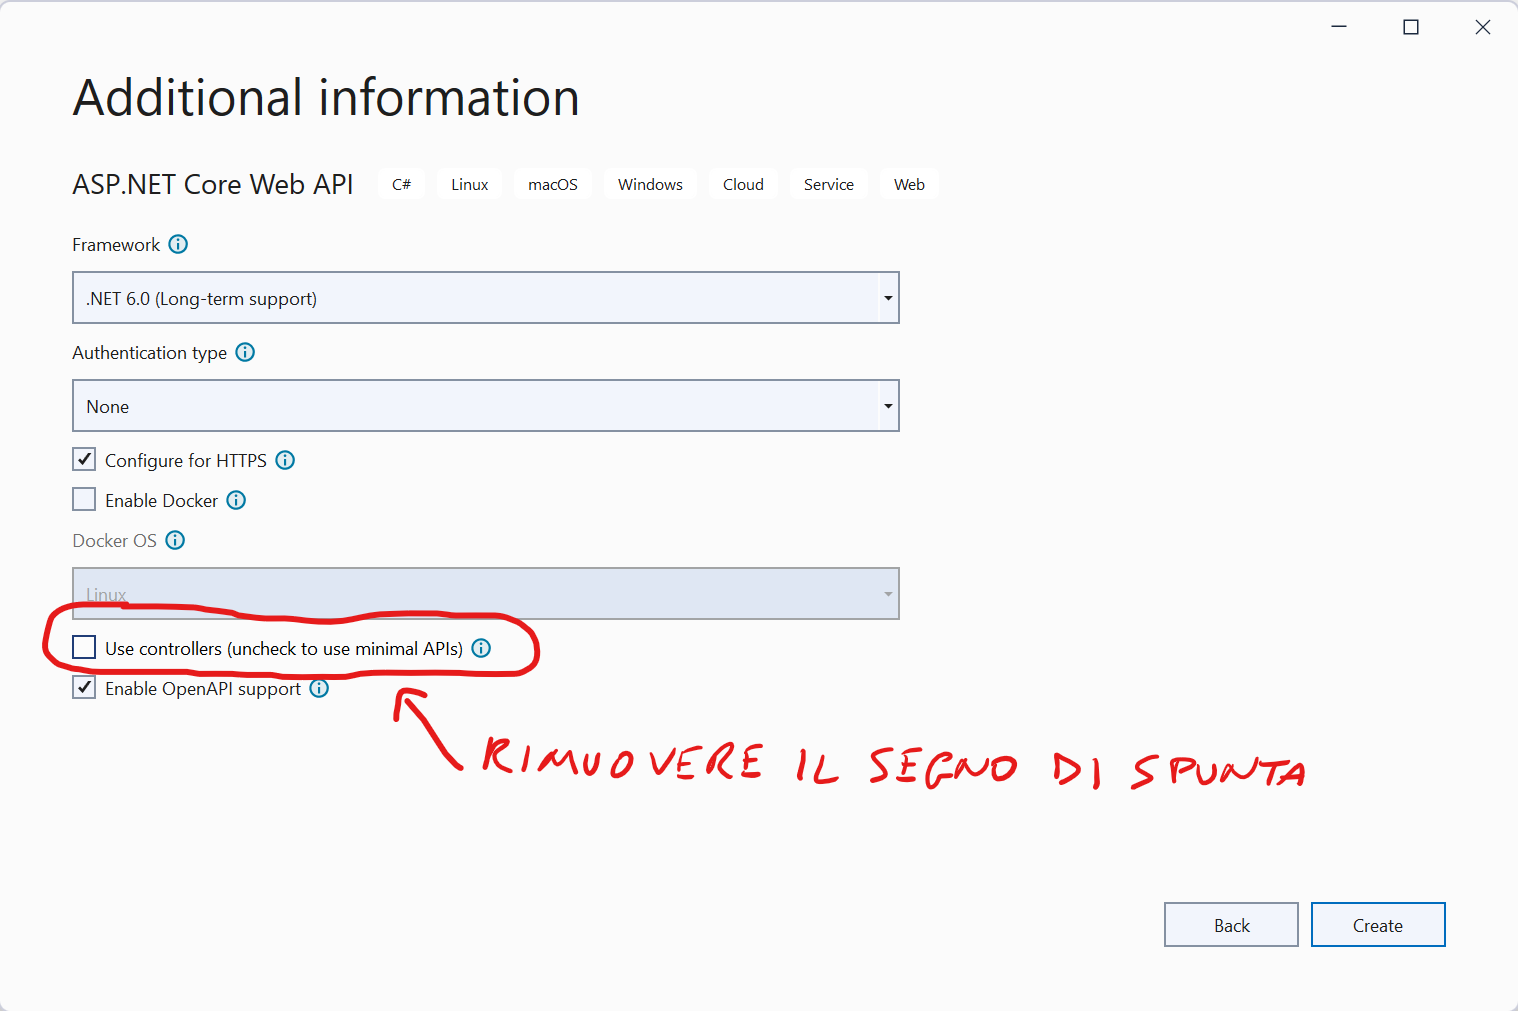 Additional information
ASP.NET Core Web API C# Linux macOS Windows Cloud Service Web
Framework
.NET 6.0 (Long-term support)
Authentication type
None
Configure for HTTPS
Enable Docker
Docker OS
Linux
Use controllers (uncheck to use minimal APIs)
Enable OpenAPI support
RIMUOVERE IL SEGNO DI SPUNTA
Back Create